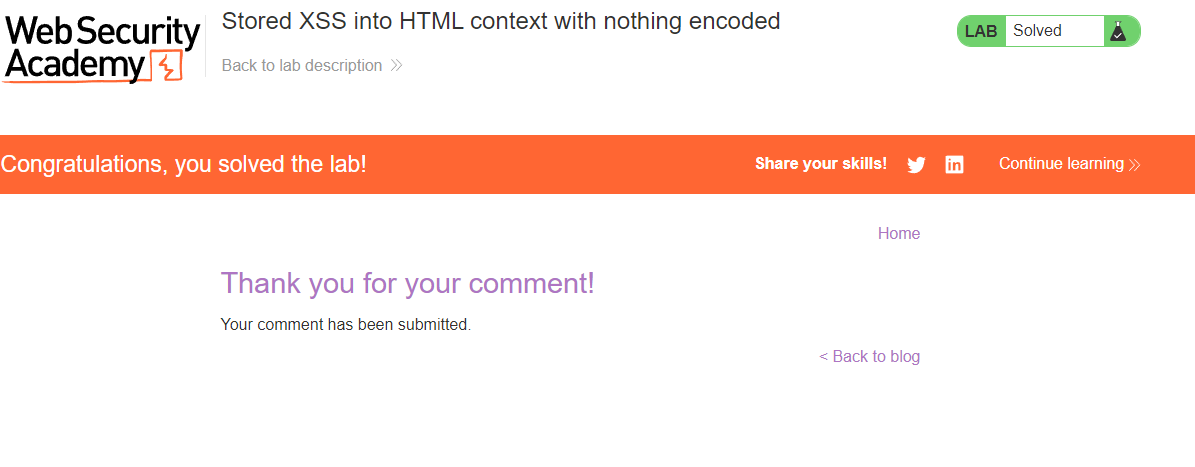 Web Security
Academy
Stored XSS into HTML context with nothing encoded
Back to lab description
LAB Solved
Congratulations, you solved the lab!
Share your skills!
Continue learning
Home
Thank you for your comment!
Your comment has been submitted.
< Back to blog